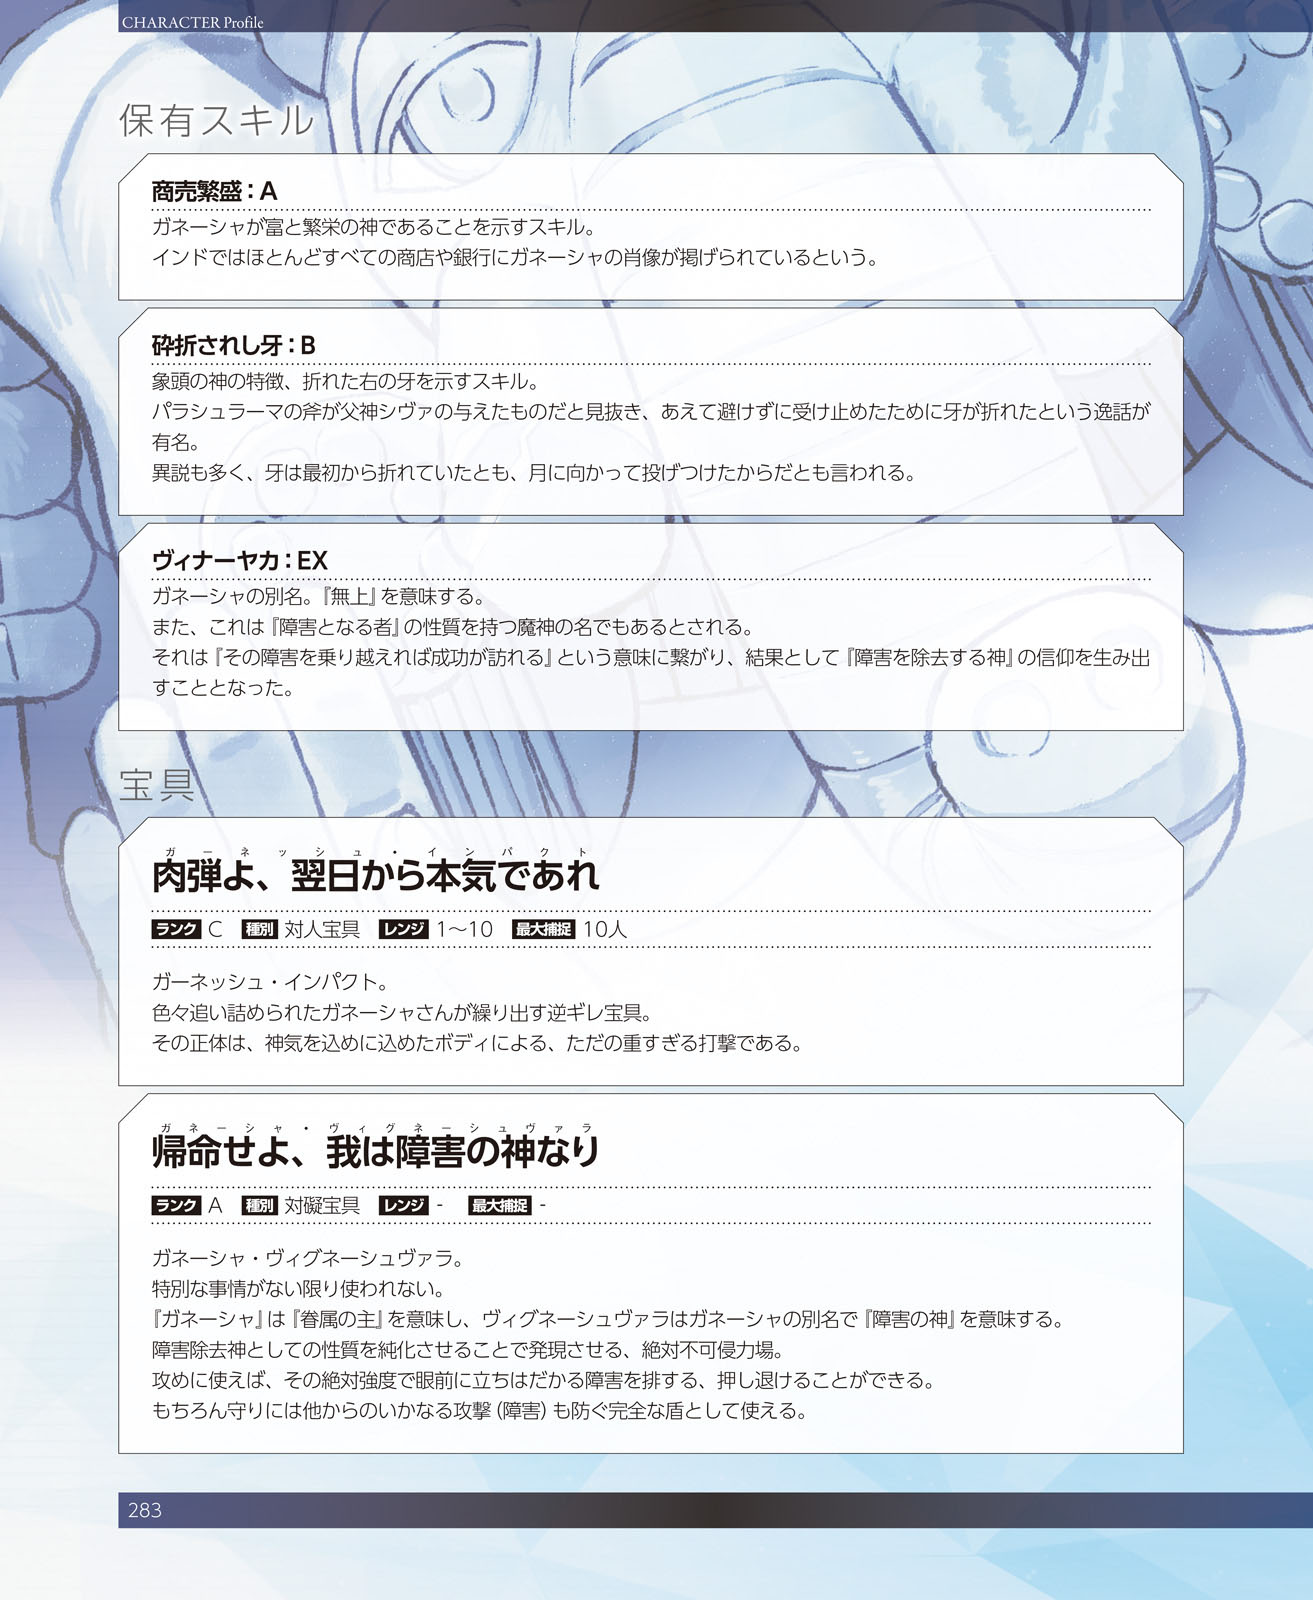 CHARACTER Profile
保有スキル
商売繁盛：A
ガネーシャが富と繁栄の神であることを示すスキル。
インドではほとんどすべての商店や銀行にガネーシャの肖像が掲げられているという。
砕折されし牙：B
象頭の神の特徴、折れた右の牙を示すスキル。
パラシュラーマの斧が父神シヴァの与えたものだと見抜き、あえて避けずに受け止めたために牙が折れたという逸話が
有名。
異説も多く、牙は最初から折れていたとも、月に向かって投げつけたからだとも言われる。
ヴィナーヤカ：EX
ガネーシャの別名。『無上』を意味する。
また、これは『障害となる者』の性質を持つ魔神の名でもあるとされる。
それは『その障害を乗り越えれば成功が訪れる』という意味に繋がり、結果として『障害を除去する神』の信仰を生み出
すこととなった。
宝具
ガーネッシュ・インパクト
肉弾よ、翌日から本気であれ
ランク C 種別 対人宝具 レンジ 1～10 最大捕捉 10人
ガーネッシュ・インパクト。
色々追い詰められたガネーシャさんが繰り出す逆ギレ宝具。
その正体は、神気を込めに込めたボディによる、ただの重すぎる打撃である。
ガネーシャ・ヴィグネーシュヴァラ
帰命せよ、我は障害の神なり
ランク A 種別 対礙宝具 レンジ - 最大捕捉 -
ガネーシャ・ヴィグネーシュヴァラ。
特別な事情がない限り使われない。
『ガネーシャ』は『眷属の主』を意味し、ヴィグネーシュヴァラはガネーシャの別名で『障害の神』を意味する。
障害除去神としての性質を純化させることで発現させる、絶対不可侵力場。
攻めに使えば、その絶対強度で眼前に立ちはだかる障害を排する、押し退けることができる。
もちろん守りには他からのいかなる攻撃（障害）も防ぐ完全な盾として使える。
283